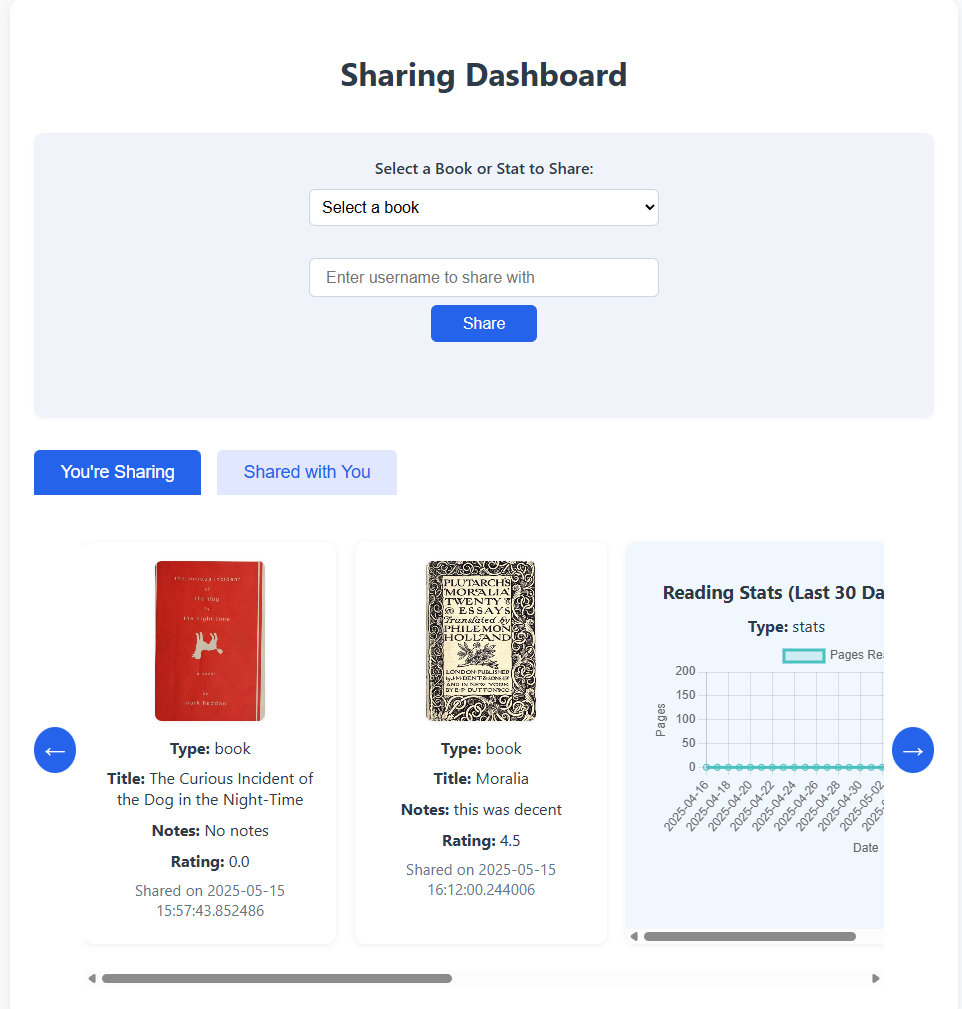 Sharing Dashboard
Select a Book or Stat to Share:
Select a book
Enter username to share with
Share
You're Sharing
Shared with You
the curious incident
of
the dog
in
the night-time
a novel
by
mark haddon
Type: book
Title: The Curious Incident of
the Dog in the Night-Time
Notes: No notes
Rating: 0.0
Shared on 2025-05-15
15:57:43.852486
PLUTARCH'S
MORALIA
TWENTY
ESSAYS
Translated by
PHILEMON
HOLLAND
LONDON·PUBLISHED
by·J·M·DENT·&·SONS·Ltd
AND IN NEW YORK
BY·E·P·DUTTON&CO
Type: book
Title: Moralia
Notes: this was decent
Rating: 4.5
Shared on 2025-05-15
16:12:00.244006
Reading Stats (Last 30 Da
Type: stats
Pages Rea
200
150
100
50
0
Pages
2025-04-16
2025-04-18
2025-04-20
2025-04-22
2025-04-24
2025-04-26
2025-04-28
2025-04-30
2025-05-02
Date
←
→